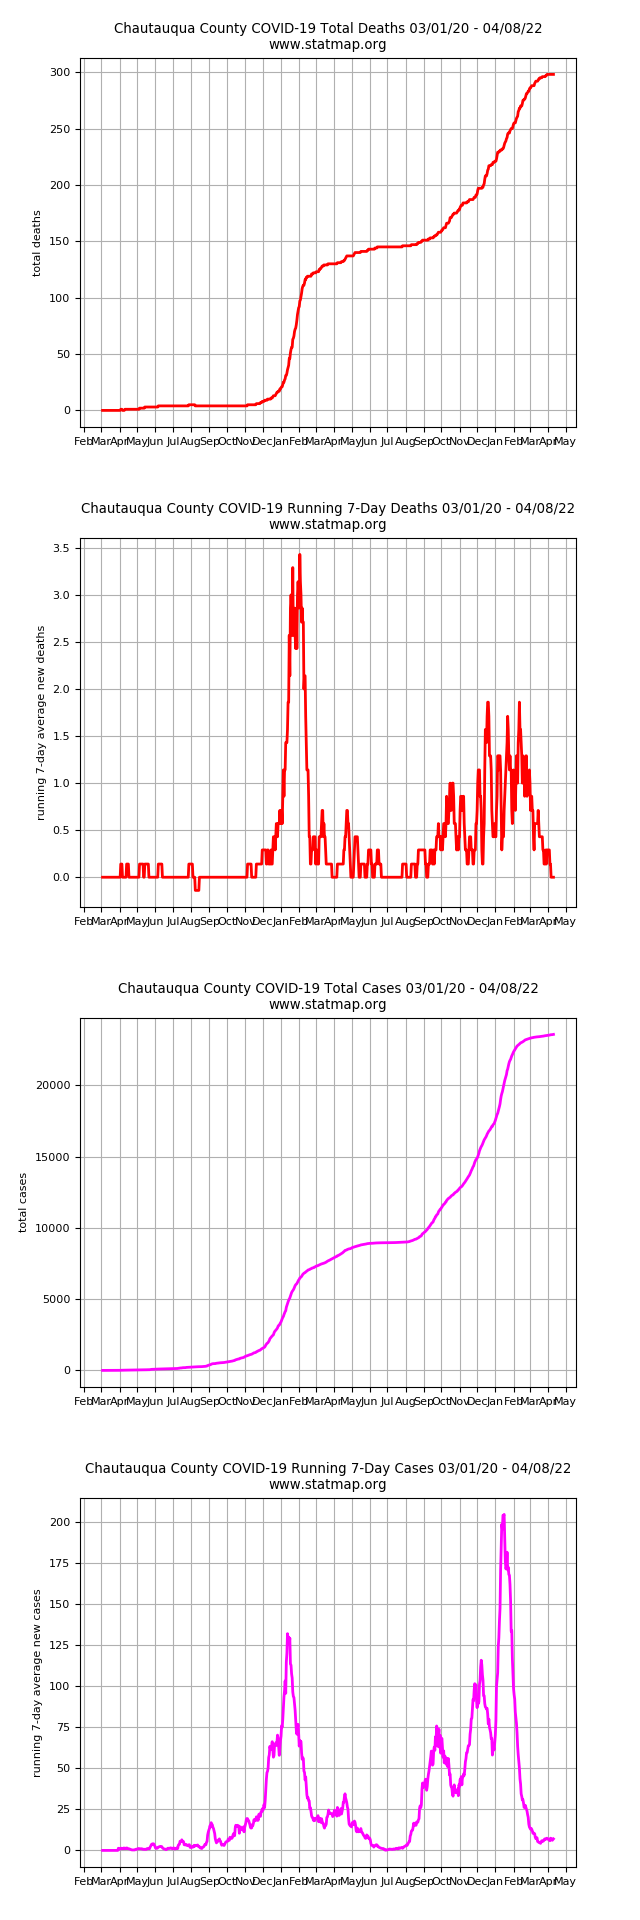 Chautauqua County COVID-19 Total Deaths 03/01/20 - 04/08/22
www.statmap.org
300
250
200
150
100
50
0
total deaths
Feb Mar Apr May Jun Jul Aug Sep Oct Nov Dec Jan Feb Mar Apr May Jun Jul Aug Sep Oct Nov Dec Jan Feb Mar Apr May
Chautauqua County COVID-19 Running 7-Day Deaths 03/01/20 - 04/08/22
www.statmap.org
3.5
3.0
2.5
2.0
1.5
1.0
0.5
0.0
running 7-day average new deaths
Feb Mar Apr May Jun Jul Aug Sep Oct Nov Dec Jan Feb Mar Apr May Jun Jul Aug Sep Oct Nov Dec Jan Feb Mar Apr May
Chautauqua County COVID-19 Total Cases 03/01/20 - 04/08/22
www.statmap.org
20000
15000
10000
5000
0
total cases
Feb Mar Apr May Jun Jul Aug Sep Oct Nov Dec Jan Feb Mar Apr May Jun Jul Aug Sep Oct Nov Dec Jan Feb Mar Apr May
Chautauqua County COVID-19 Running 7-Day Cases 03/01/20 - 04/08/22
www.statmap.org
200
175
150
125
100
75
50
25
0
running 7-day average new cases
Feb Mar Apr May Jun Jul Aug Sep Oct Nov Dec Jan Feb Mar Apr May Jun Jul Aug Sep Oct Nov Dec Jan Feb Mar Apr May